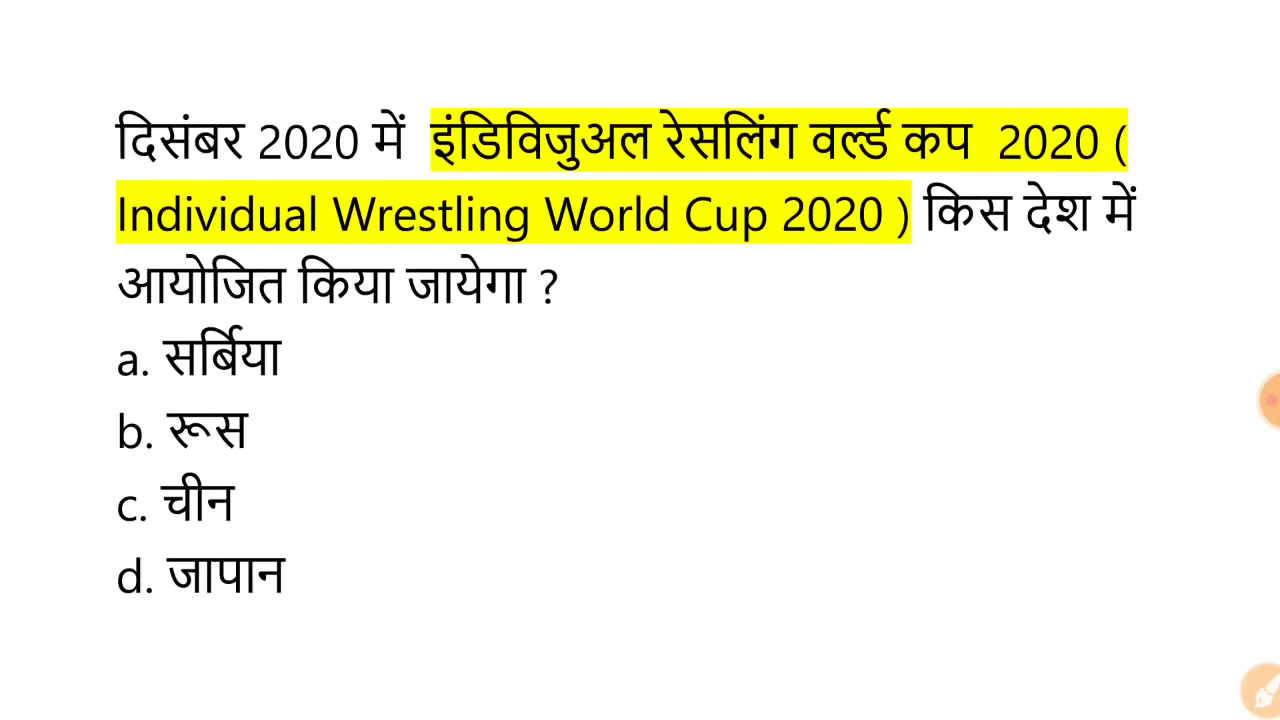 दिसंबर 2020 में इंडिविजुअल रेसलिंग वर्ल्ड कप 2020 (
Individual Wrestling World Cup 2020 ) किस देश में
आयोजित किया जायेगा ?
a. सर्बिया
b. रूस
c. चीन
d. जापान